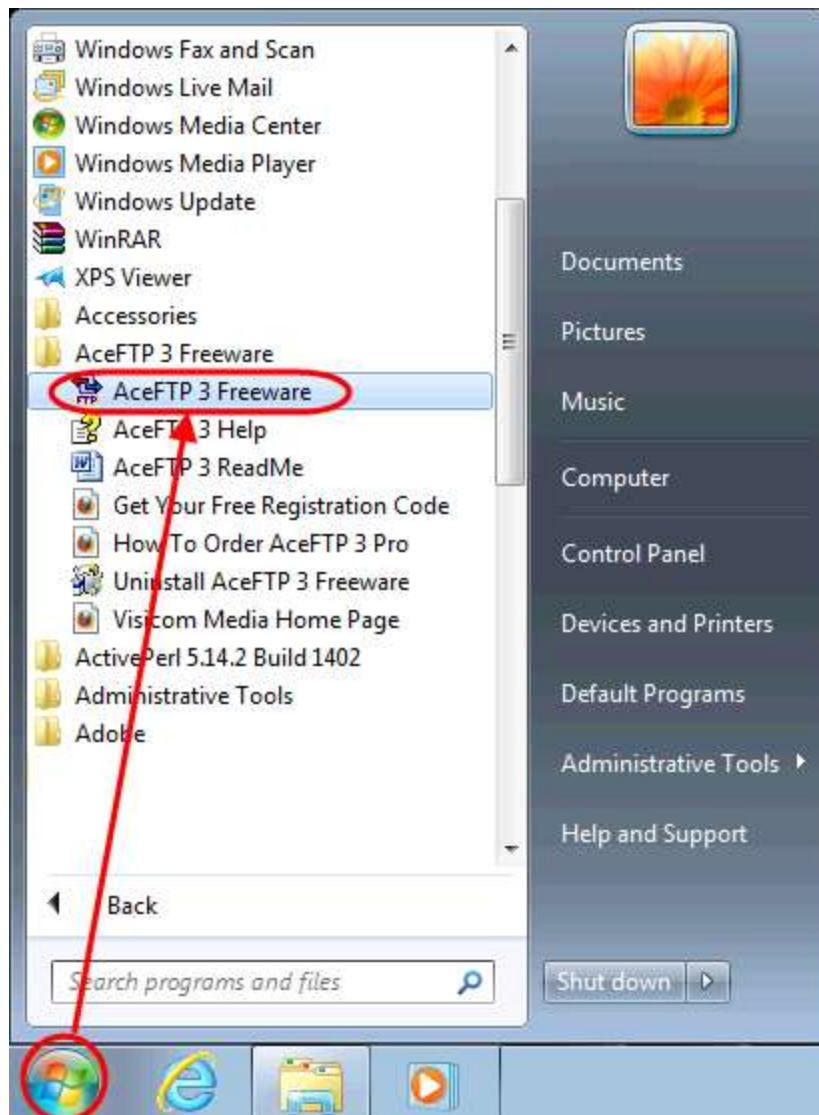 Windows Fax and Scan
Windows Live Mail
Windows Media Center
Windows Media Player
Windows Update
WinRAR
XPS Viewer
Accessories
AceFTP 3 Freeware
FTP AceFTP 3 Freeware
AceFTP 3 Help
AceFTP 3 ReadMe
Get Your Free Registration Code
How To Order AceFTP 3 Pro
Uninstall AceFTP 3 Freeware
Visicom Media Home Page
ActivePerl 5.14.2 Build 1402
Administrative Tools
Adobe
Back
Search programs and files
Documents
Pictures
Music
Computer
Control Panel
Devices and Printers
Default Programs
Administrative Tools
Help and Support
Shut down